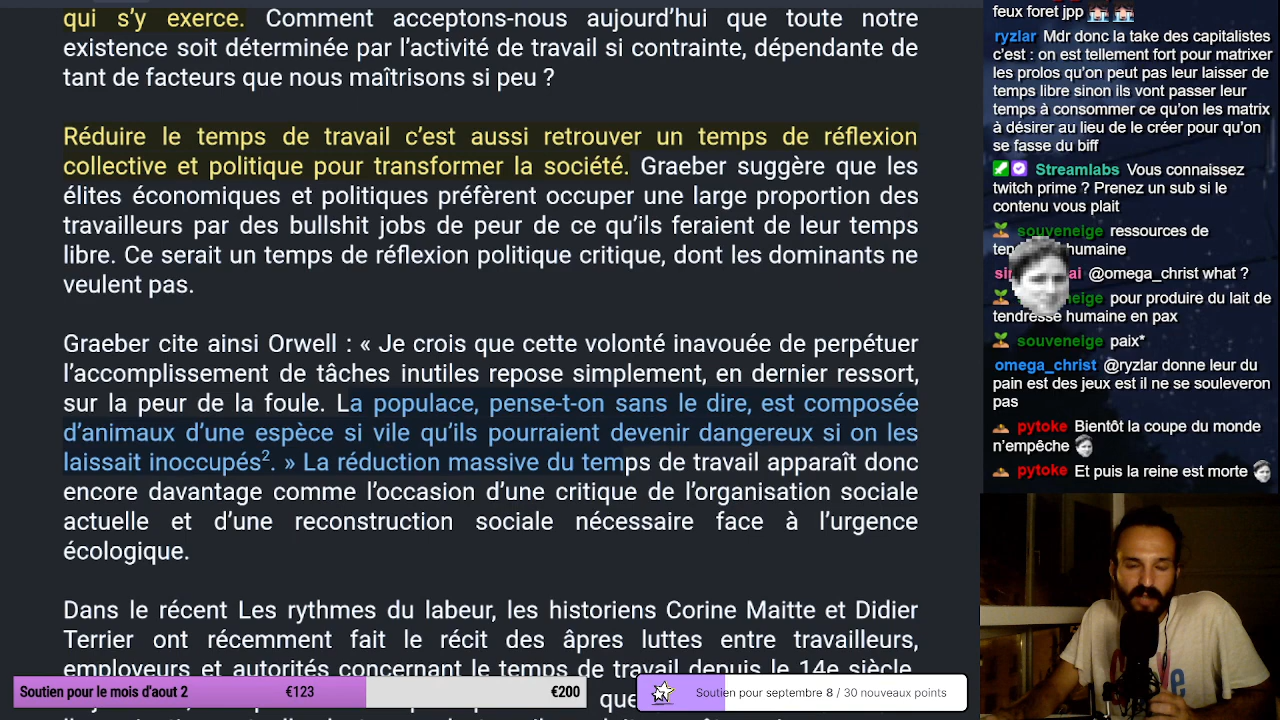 qui s’y exerce. Comment acceptons-nous aujourd’hui que toute notre
existence soit déterminée par l’activité de travail si contrainte, dépendante de
tant de facteurs que nous maîtrisons si peu ?
Réduire le temps de travail c’est aussi retrouver un temps de réflexion
collective et politique pour transformer la société. Graeber suggère que les
élites économiques et politiques préfèrent occuper une large proportion des
travailleurs par des bullshit jobs de peur de ce qu’ils feraient de leur temps
libre. Ce serait un temps de réflexion politique critique, dont les dominants ne
veulent pas.
Graeber cite ainsi Orwell : « Je crois que cette volonté inavouée de perpétuer
l’accomplissement de tâches inutiles repose simplement, en dernier ressort,
sur la peur de la foule. La populace, pense-t-on sans le dire, est composée
d’animaux d’une espèce si vile qu’ils pourraient devenir dangereux si on les
laissait inoccupés². » La réduction massive du temps de travail apparaît donc
encore davantage comme l’occasion d’une critique de l’organisation sociale
actuelle et d’une reconstruction sociale nécessaire face à l’urgence
écologique.
Dans le récent Les rythmes du labeur, les historiens Corine Maitte et Didier
Terrier ont récemment fait le récit des âpres luttes entre travailleurs,
employeurs et autorités concernant le temps de travail depuis le 14e siècle.
Soutien pour le mois d'aout 2 €123 €200
Soutien pour septembre 8 / 30 nouveaux points
feux foret jpp
ryzlar Mdr donc la take des capitalistes
c’est : on est tellement fort pour matrixer
les prolos qu’on peut pas leur laisser de
temps libre sinon ils vont passer leur
temps à consommer ce qu’on les matrix
à désirer au lieu de le créer pour qu’on
se fasse du biff
Streamlabs Vous connaissez
twitch prime ? Prenez un sub si le
contenu vous plait
souveneige ressources de
humaine
@omega_christ what ?
pour produire du lait de
tendresse humaine en pax
souveneige paix*
omega_christ @ryzlar donne leur du
pain est des jeux est il ne se souleveron
pas
pytoke Bientôt la coupe du monde
n’empêche
pytoke Et puis la reine est morte